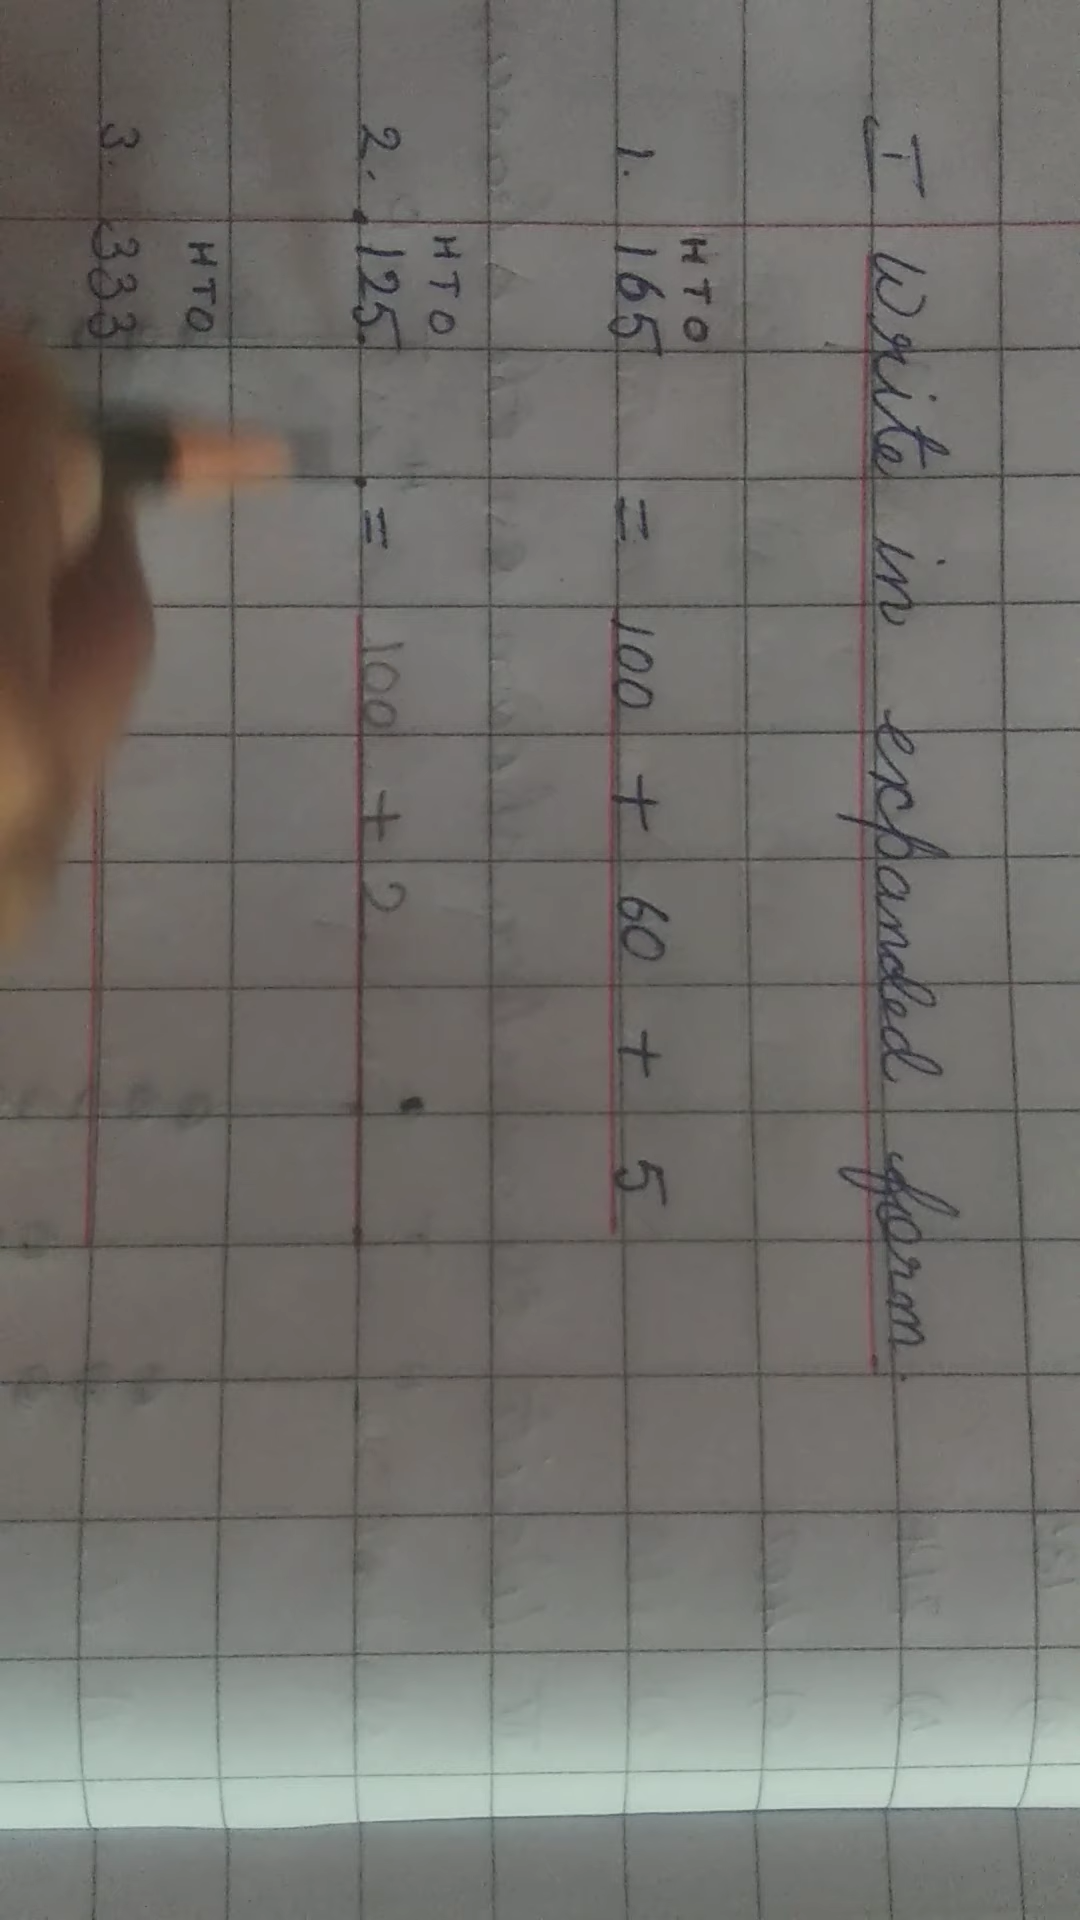 I Write in expanded form.
H T O
1. 165 = 100 + 60 + 5
H T O
2. 125 = 100 + 2
H T O
3. 333